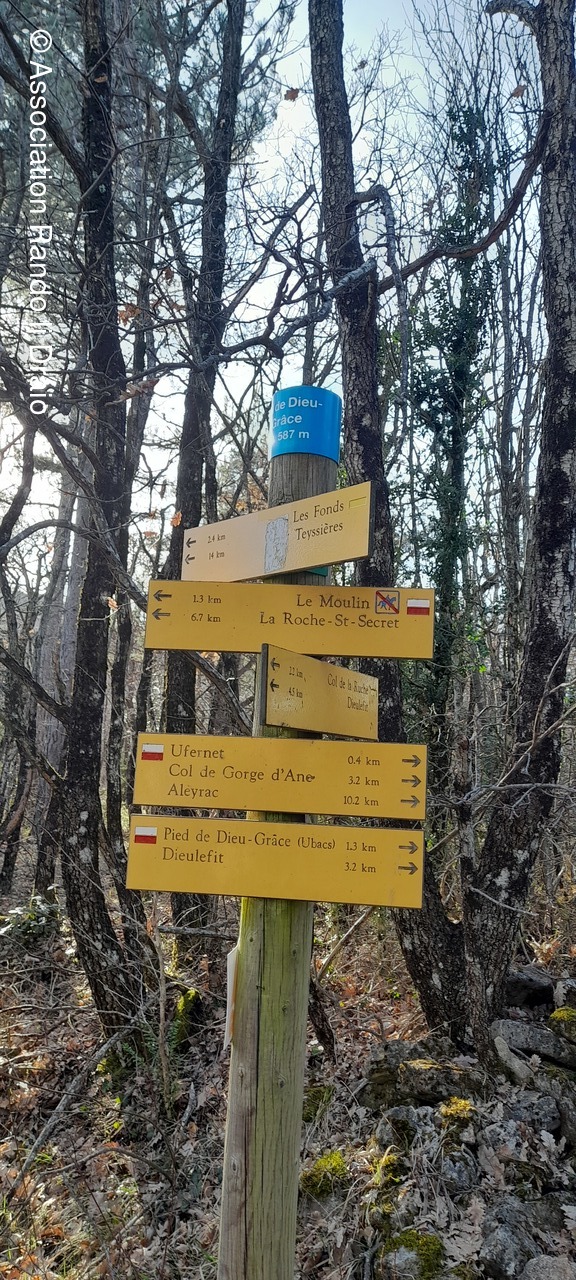 © Association Rando
de Dieu-
Grâce
587 m
Les Fonds
Teyssières
2.4 km
14 km
1.3 km Le Moulin
6.7 km La Roche-St-Secret
2.2 km Col de la Roche
4.5 km Dieulefit
Ufernet 0.4 km
Col de Gorge d'Ane 3.2 km
Aleyrac 10.2 km
Pied de Dieu-Grâce (Ubacs) 1.3 km
Dieulefit 3.2 km